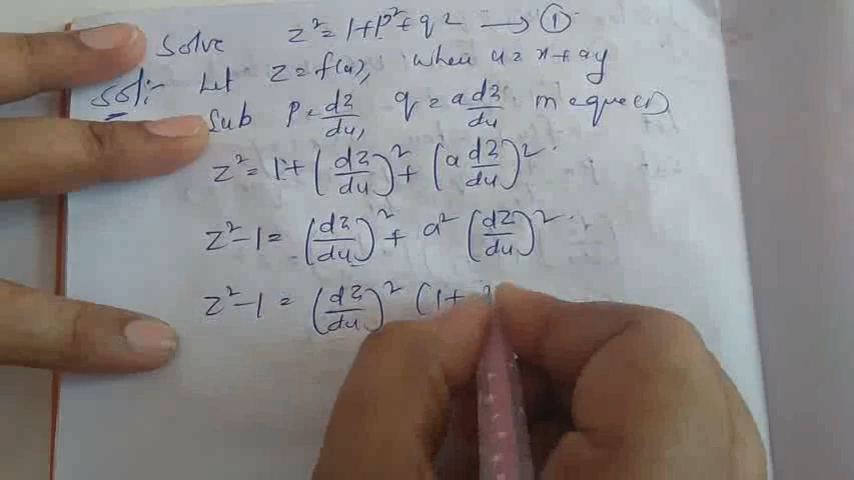 Solve z² = 1+p²+q² → ①
Sol:- Let z = f(u), when u = x+ay
Sub p = dz/du, q = a dz/du in eqn ①
z² = 1+(dz/du)²+(a dz/du)²
z²-1 = (dz/du)²+ a² (dz/du)²
z²-1 = (dz/du)² (1+